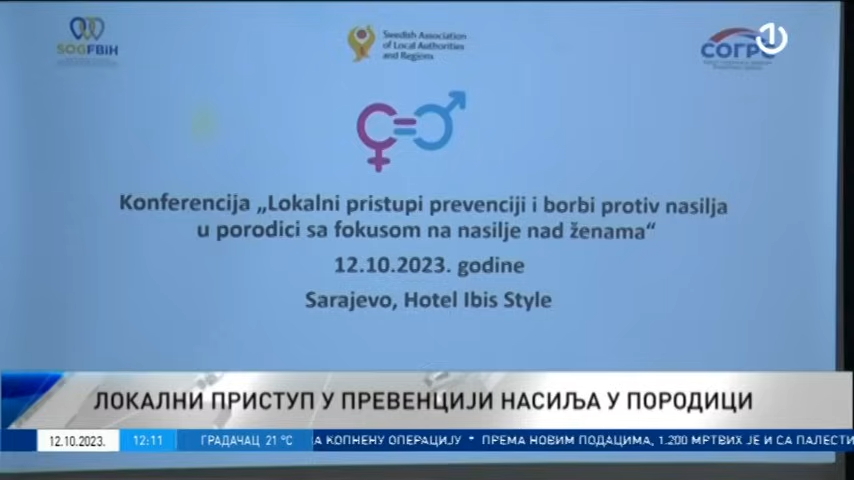 SOGFBIH
Swedish Association
of Local Authorities
and Regions
СОГРС
Konferencija „Lokalni pristupi prevenciji i borbi protiv nasilja
u porodici sa fokusom na nasilje nad ženama“
12.10.2023. godine
Sarajevo, Hotel Ibis Style
ЛОКАЛНИ ПРИСТУП У ПРЕВЕНЦИЈИ НАСИЉА У ПОРОДИЦИ
12.10.2023. 12:11 ГРАДАЧАЦ 21 °C КОПНЕНУ ОПЕРАЦИЈУ * ПРЕМА НОВИМ ПОДАЦИМА, 1.200 МРТВИХ ЈЕ И СА ПАЛЕСТИ